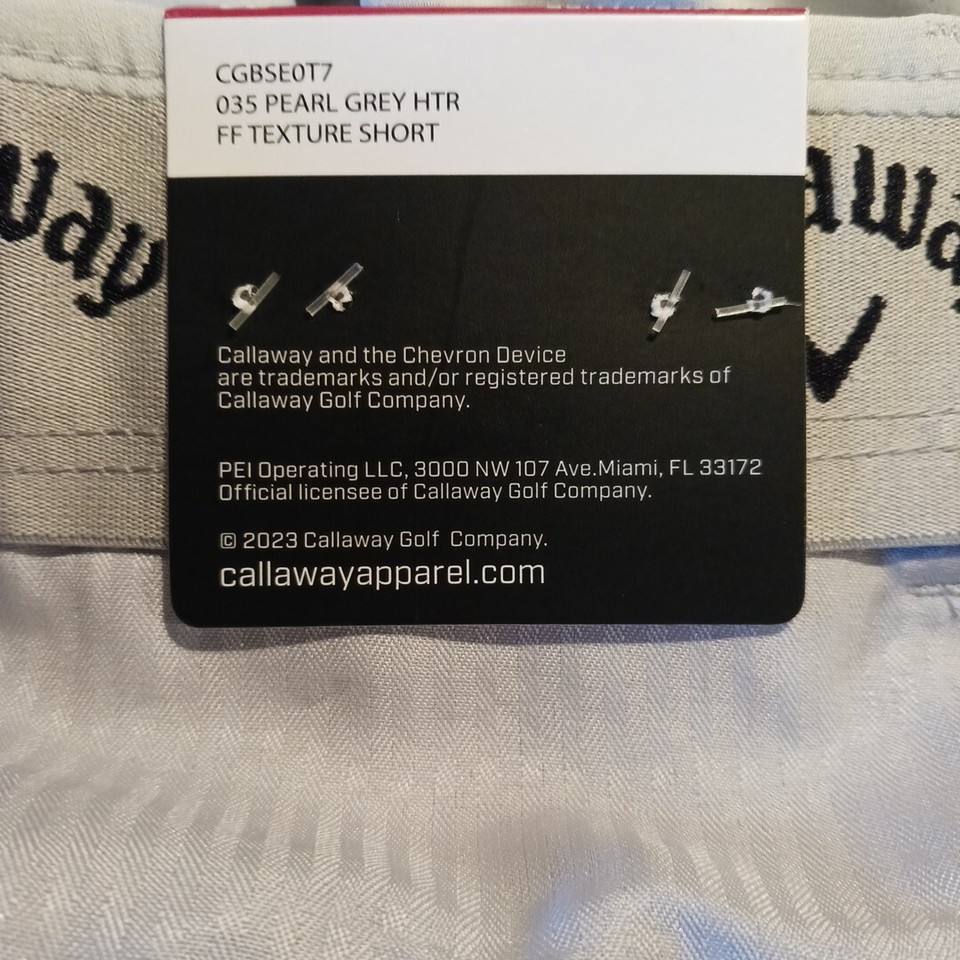 CGBSE0T7
035 PEARL GREY HTR
FF TEXTURE SHORT
way
away
Callaway and the Chevron Device
are trademarks and/or registered trademarks of
Callaway Golf Company.
PEI Operating LLC, 3000 NW 107 Ave.Miami, FL 33172
Official licensee of Callaway Golf Company.
© 2023 Callaway Golf Company.
callawayapparel.com